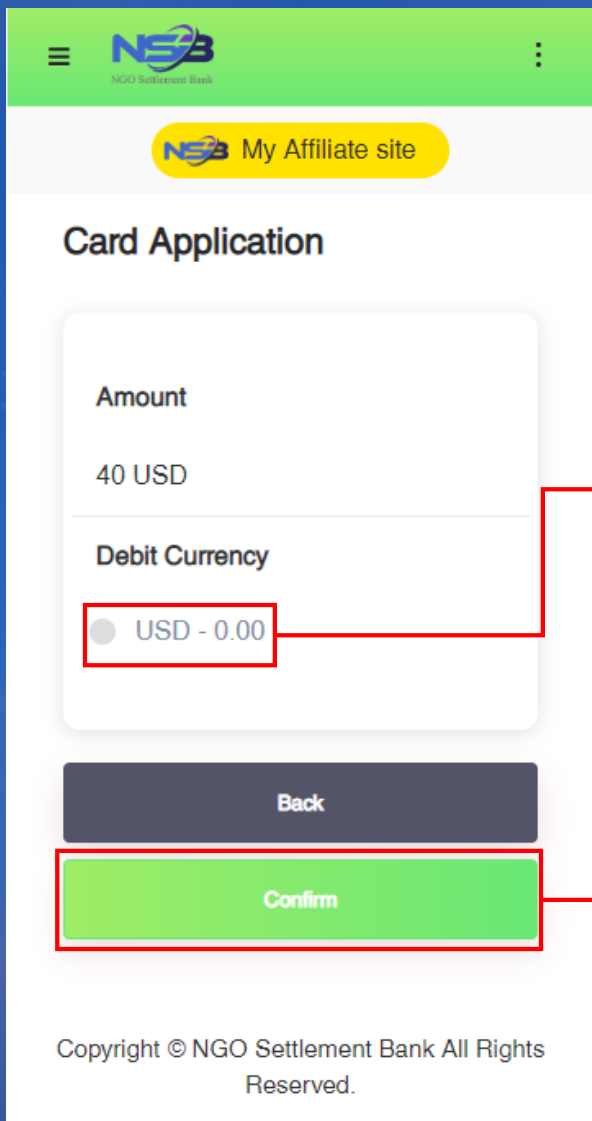 NSB
NGO Settlement Bank
NSB My Affiliate site
Card Application
Amount
40 USD
Debit Currency
USD - 0.00
Back
Confirm
Copyright © NGO Settlement Bank All Rights
Reserved.